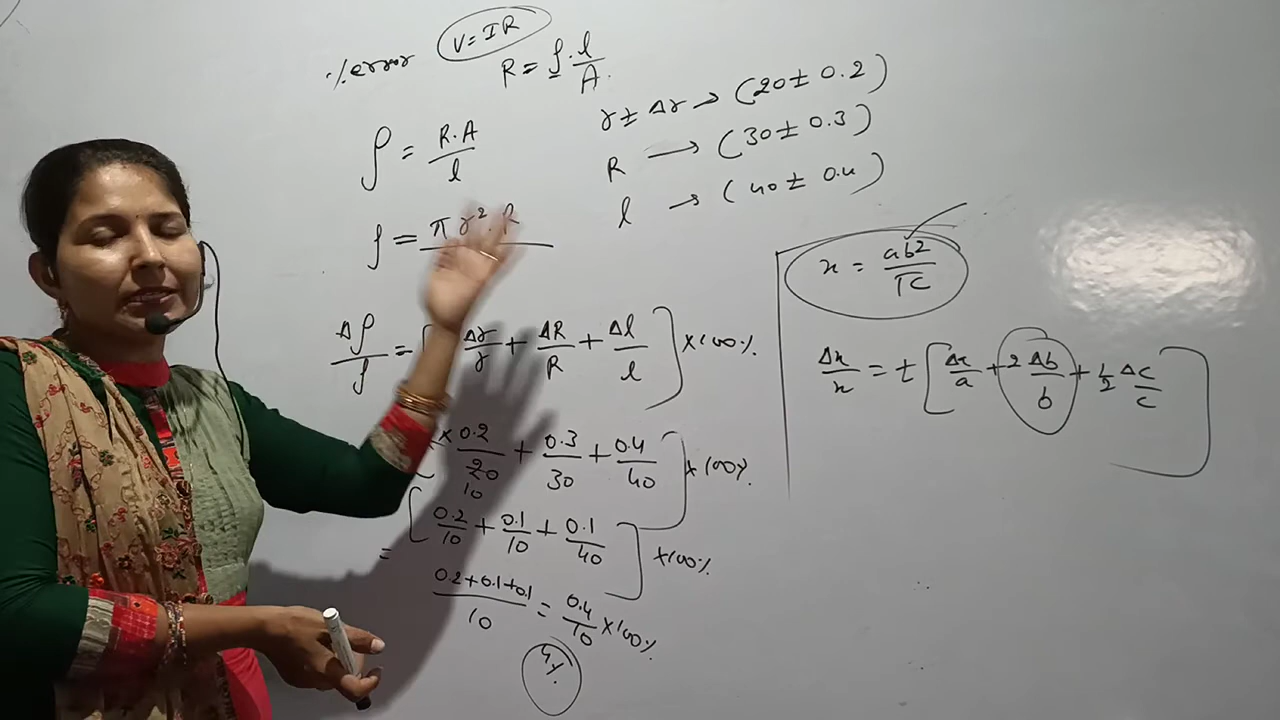 % error V = IR
R = ρ. l/A.
r ± Δr → (20 ± 0.2)
ρ = R.A/l
R → (30 ± 0.3)
l → (40 ± 0.4)
ρ = πr². R
x = ab²/√c
Δρ/ρ = [ Δr/r + ΔR/R + Δl/l ] × 100%
Δx/x = ± [ Δa/a + 2 Δb/b + 1/2 Δc/c ]
× 0.2/20 + 0.3/30 + 0.4/40 ] × 100%
10
= [ 0.2/10 + 0.1/10 + 0.1/40 ] × 100%
0.2 + 0.1 + 0.1/10 = 0.4/10 × 100%
4%